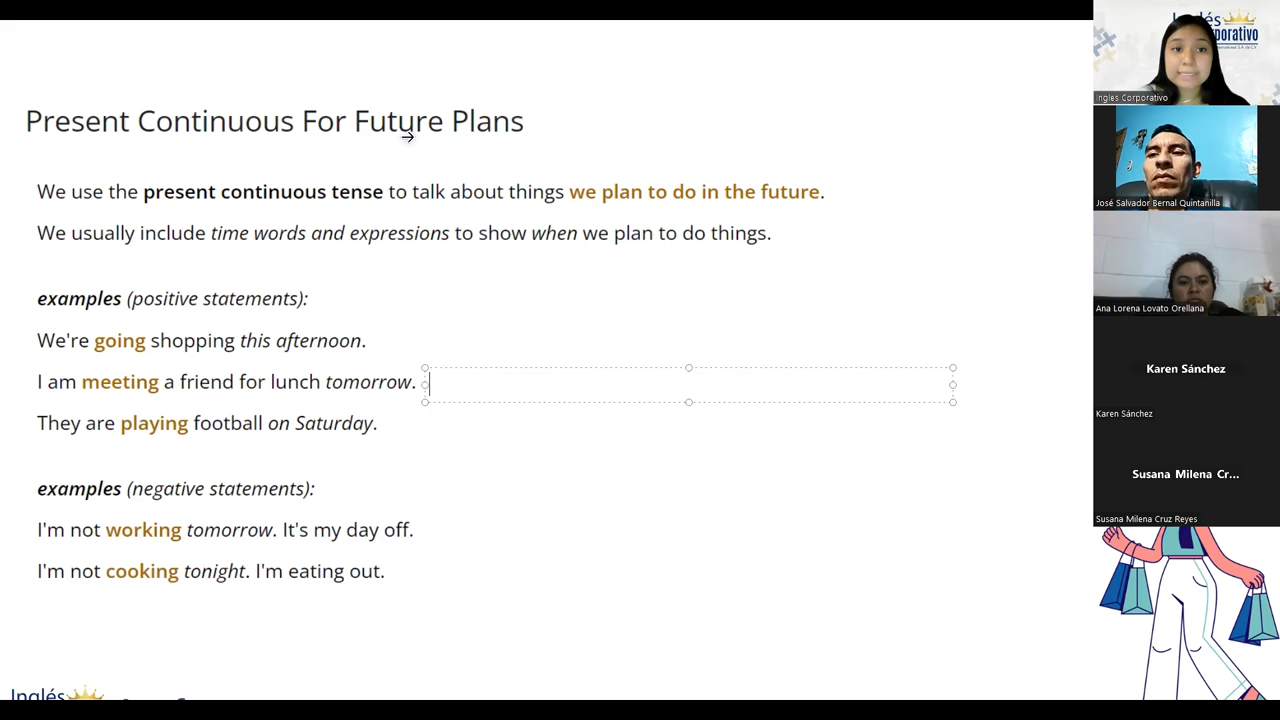 Present Continuous For Future Plans
We use the present continuous tense to talk about things we plan to do in the future.
We usually include time words and expressions to show when we plan to do things.
examples (positive statements):
We're going shopping this afternoon.
I am meeting a friend for lunch tomorrow.
They are playing football on Saturday.
examples (negative statements):
I'm not working tomorrow. It's my day off.
I'm not cooking tonight. I'm eating out.
Inglés
Ingles Corporativo
José Salvador Bernal Quintanilla
Ana Lorena Lovato Orellana
Karen Sánchez
Karen Sánchez
Susana Milena Cr...
Susana Milena Cruz Reyes